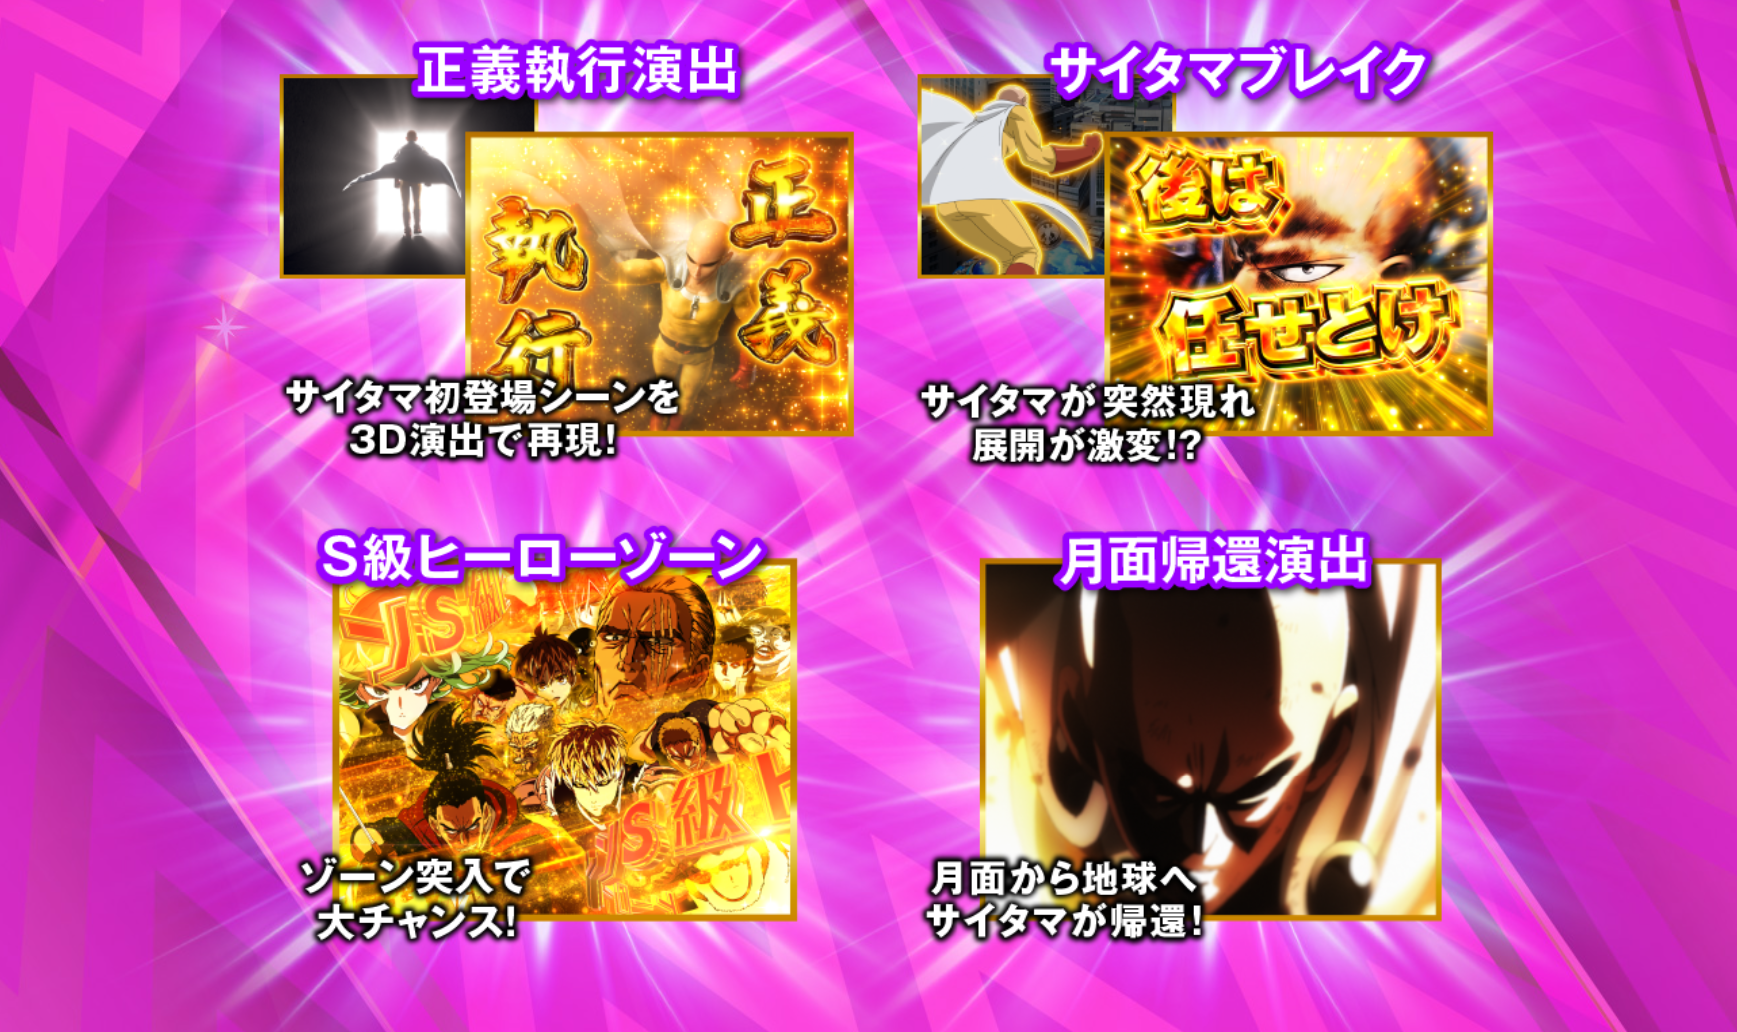 正義執行演出
正義
執行
サイタマ初登場シーンを
3D演出で再現!
サイタマブレイク
後は
任せとけ
サイタマが突然現れ
展開が激変!?
S級ヒーローゾーン
S級
S級ヒ
ゾーン突入で
大チャンス!
月面帰還演出
月面から地球へ
サイタマが帰還!